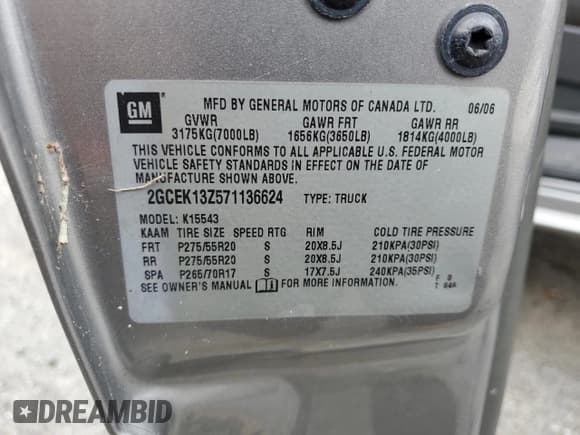 GM
MFD BY GENERAL MOTORS OF CANADA LTD. 06/06
GVWR GAWR FRT GAWR RR
3175KG(7000LB) 1656KG(3650LB) 1814KG(4000LB)
THIS VEHICLE CONFORMS TO ALL APPLICABLE U.S. FEDERAL MOTOR
VEHICLE SAFETY STANDARDS IN EFFECT ON THE DATE OF
MANUFACTURE SHOWN ABOVE.
2GCEK13Z571136624 TYPE: TRUCK
MODEL: K15543
KAAM TIRE SIZE SPEED RTG RIM COLD TIRE PRESSURE
FRT P275/55R20 S 20X8.5J 210KPA(30PSI)
RR P275/55R20 S 20X8.5J 210KPA(30PSI)
SPA P265/70R17 S 17X7.5J 240KPA(35PSI)
SEE OWNER'S MANUAL FOR MORE INFORMATION.
DREAMBID